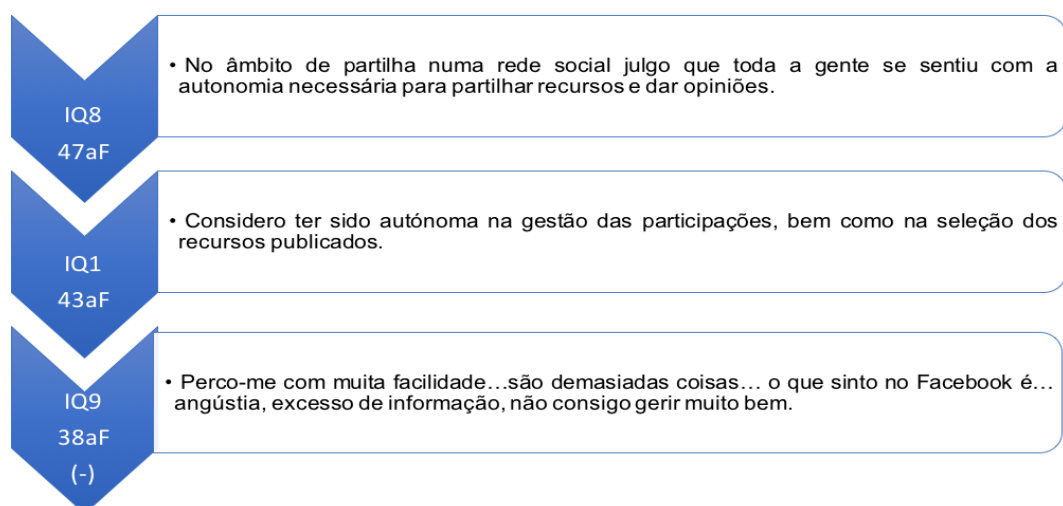 IQ8
47aF
• No âmbito de partilha numa rede social julgo que toda a gente se sentiu com a
autonomia necessária para partilhar recursos e dar opiniões.
IQ1
43aF
• Considero ter sido autónoma na gestão das participações, bem como na seleção dos
recursos publicados.
IQ9
38aF
(-)
• Perco-me com muita facilidade…são demasiadas coisas… o que sinto no Facebook é…
angústia, excesso de informação, não consigo gerir muito bem.